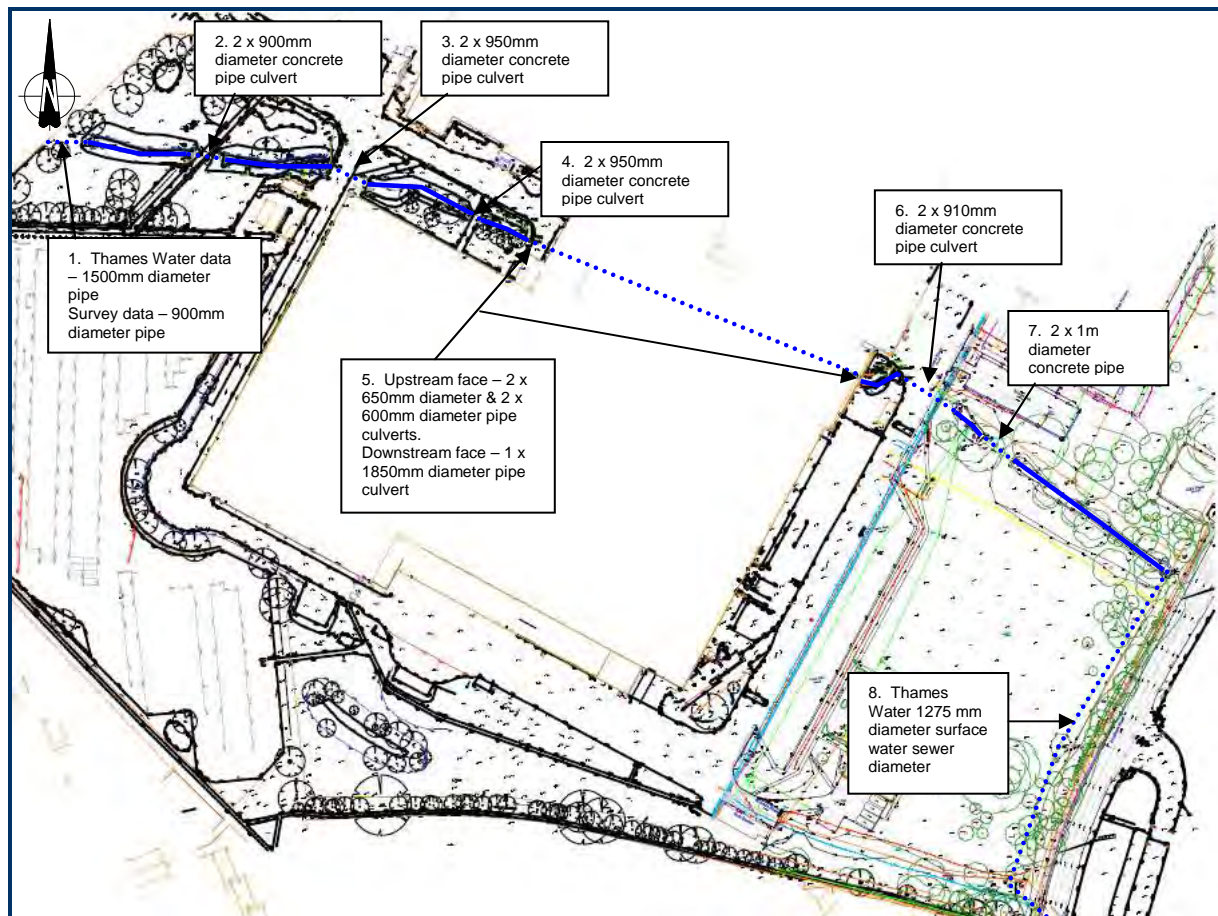 2. 2 x 900mm
diameter concrete
pipe culvert
3. 2 x 950mm
diameter concrete
pipe culvert
4. 2 x 950mm
diameter concrete
pipe culvert
6. 2 x 910mm
diameter concrete
pipe culvert
1. Thames Water data
– 1500mm diameter
pipe
Survey data – 900mm
diameter pipe
7. 2 x 1m
diameter
concrete pipe
5. Upstream face – 2 x
650mm diameter & 2 x
600mm diameter pipe
culverts.
Downstream face – 1 x
1850mm diameter pipe
culvert
8. Thames
Water 1275 mm
diameter surface
water sewer
diameter
N